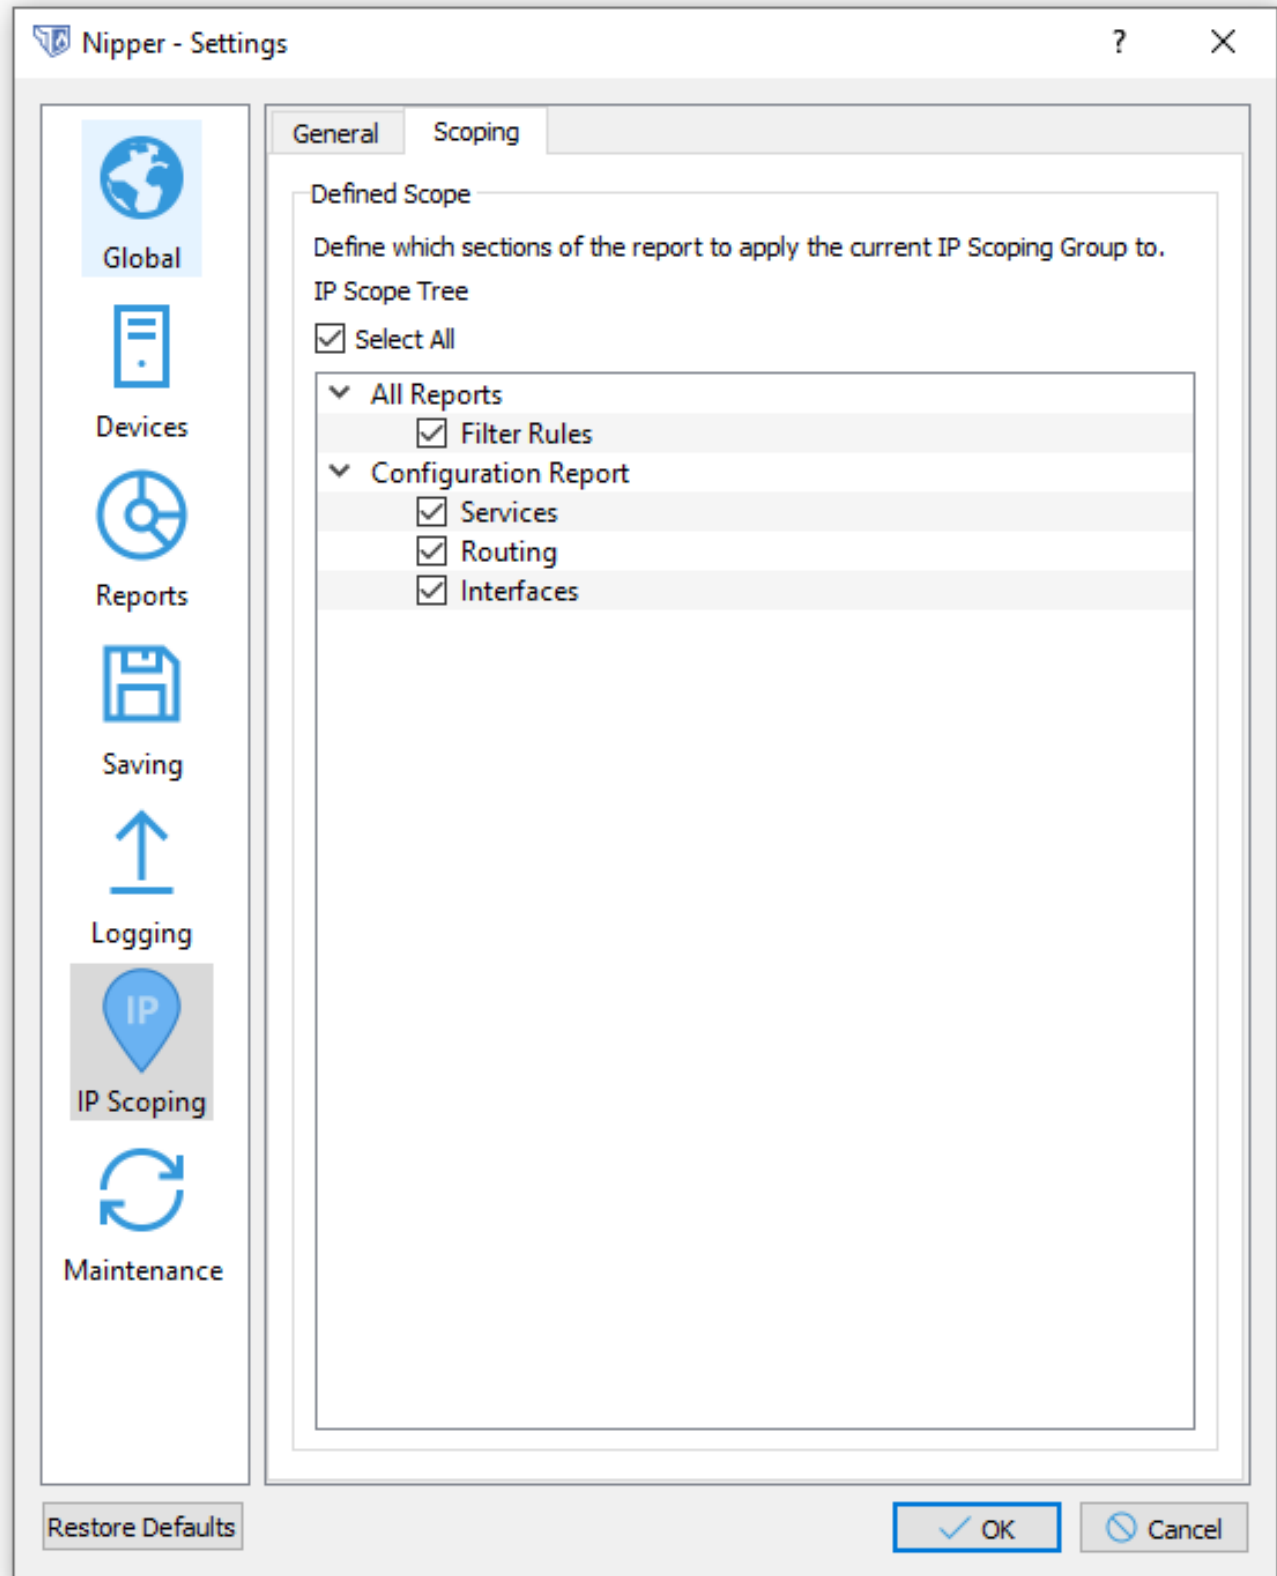 Nipper - Settings
?
General
Scoping
Global
Devices
Reports
Saving
Logging
IP
IP Scoping
Maintenance
Defined Scope
Define which sections of the report to apply the current IP Scoping Group to.
IP Scope Tree
Select All
All Reports
Filter Rules
Configuration Report
Services
Routing
Interfaces
Restore Defaults
OK
Cancel